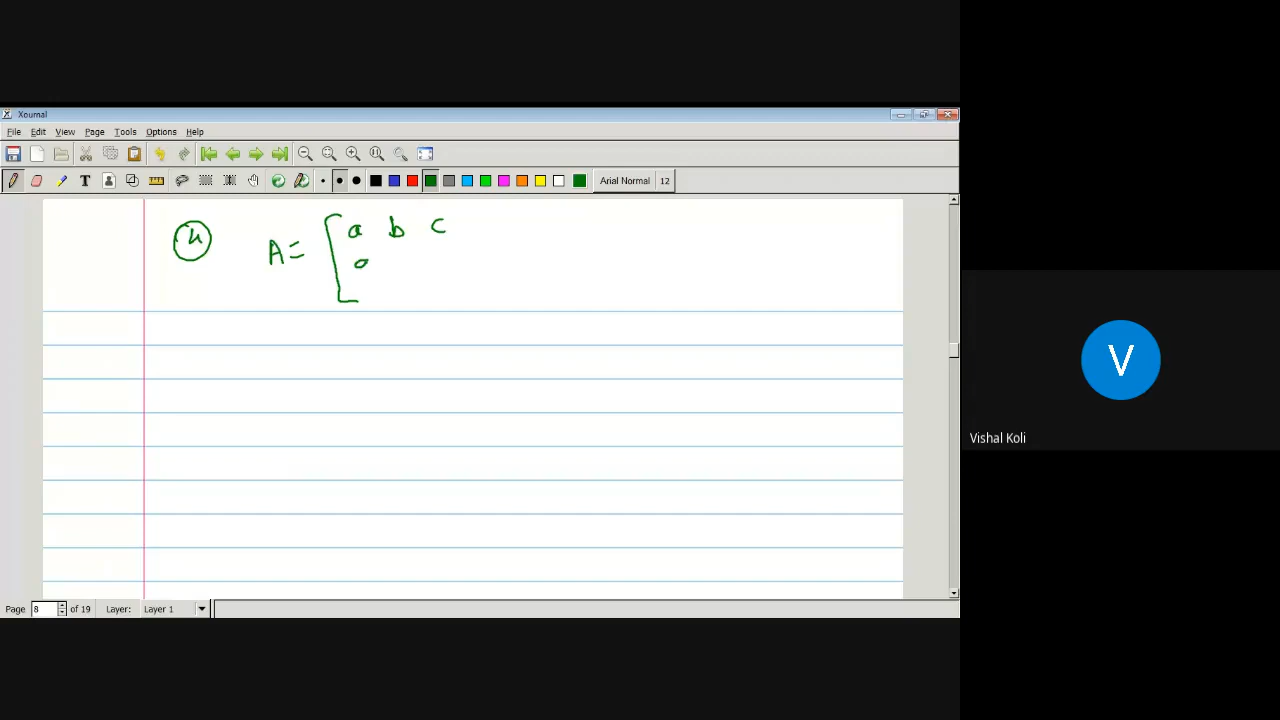 Xournal
File Edit View Page Tools Options Help
T Arial Normal 12
4 A = [ a b c
0
Page 8 of 19 Layer: Layer 1
V
Vishal Koli